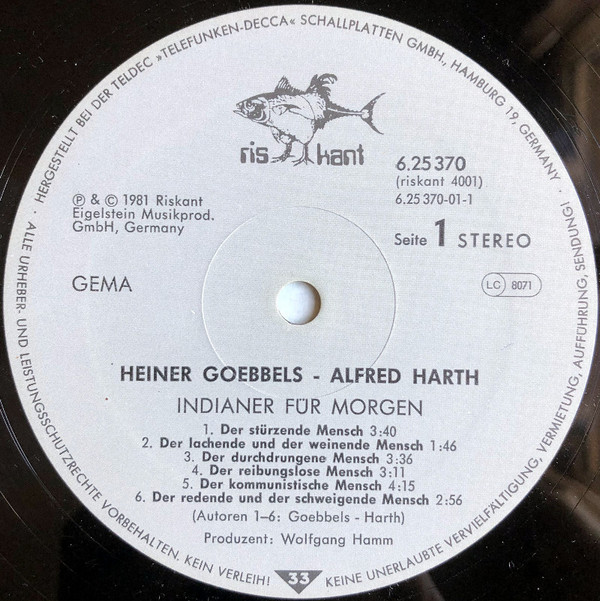 HERGESTELLT BEI DER TELDEC »TELEFUNKEN-DECCA« SCHALLPLATTEN GMBH, HAMBURG 19, GERMANY ·
ris kant
6.25 370
(riskant 4001)
6.25 370-01-1
℗ & © 1981 Riskant
Eigelstein Musikprod.
GmbH, Germany
Seite 1 STEREO
GEMA
LC 8071
HEINER GOEBBELS - ALFRED HARTH
INDIANER FÜR MORGEN
1. Der stürzende Mensch 3:40
2. Der lachende und der weinende Mensch 1:46
3. Der durchdrungene Mensch 3:36
4. Der reibungslose Mensch 3:11
5. Der kommunistische Mensch 4:15
6. Der redende und der schweigende Mensch 2:56
(Autoren 1–6: Goebbels - Harth)
Produzent: Wolfgang Hamm
· ALLE URHEBER- UND LEISTUNGSSCHUTZRECHTE VORBEHALTEN. KEIN VERLEIH! 33 KEINE UNERLAUBTE VERVIELFÄLTIGUNG, VERMIETUNG, AUFFÜHRUNG, SENDUNG!